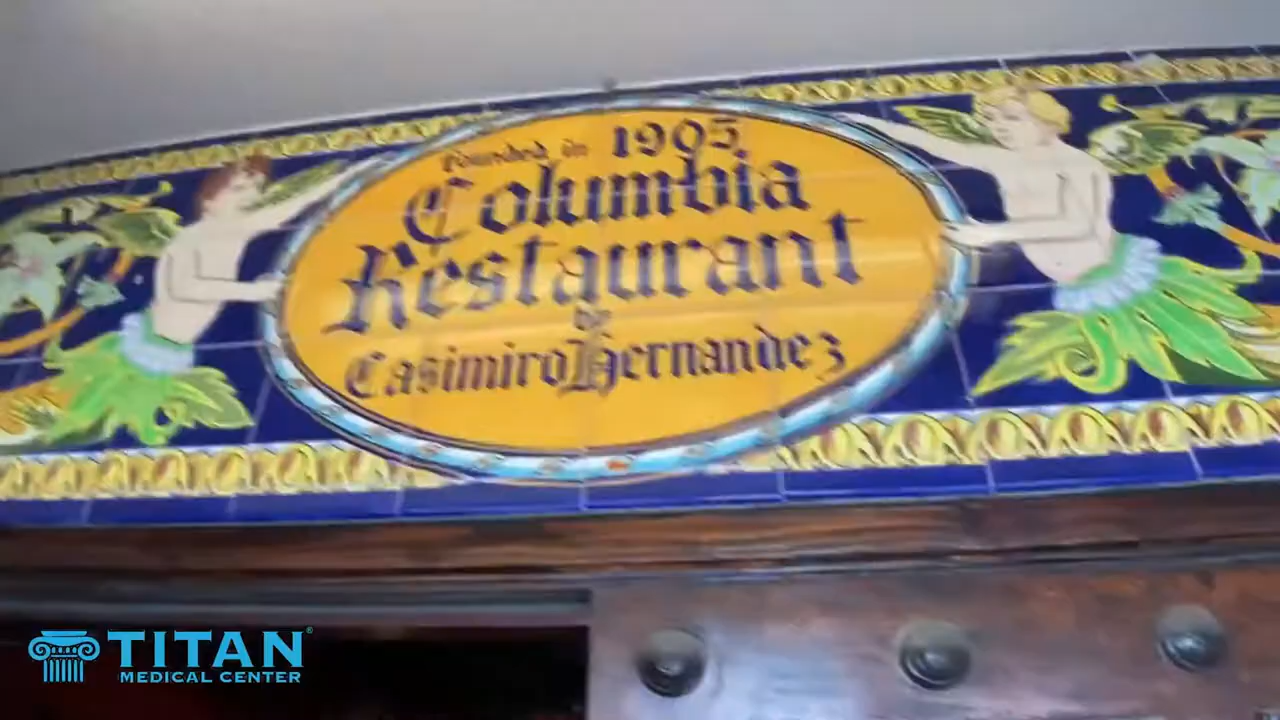 Founded in 1905
Columbia
Restaurant
by
Casimiro Hernandez
TITAN®
MEDICAL CENTER